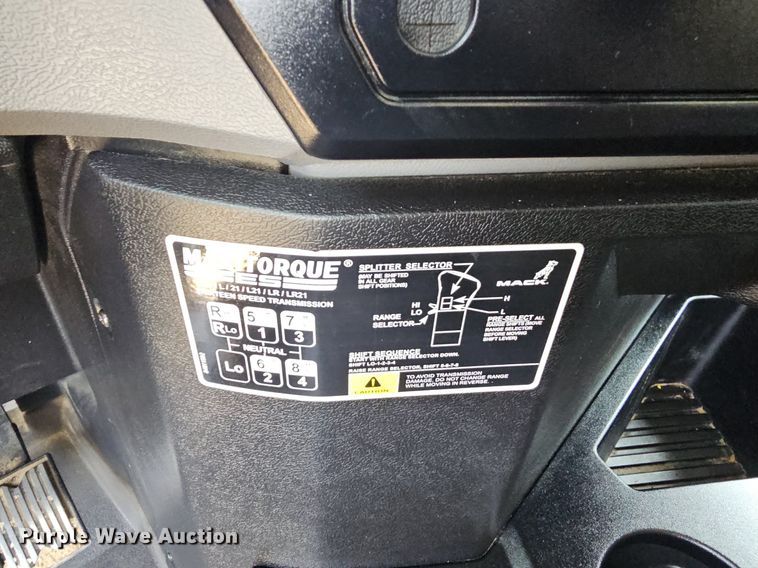 TORQUE®
SPLITTER SELECTOR
(MAY BE SHIFTED
IN ALL GEAR
SHIFT POSITIONS)
MACK
/ 21 / L21 / LR / LR21
SPEED TRANSMISSION
HI
LO
H
L
RANGE
SELECTOR
PRE-SELECT ALL
RANGE SHIFTS (MOVE
RANGE SELECTOR
BEFORE MOVING
SHIFT LEVER)
R 5 7
RLO 1 3
NEUTRAL
LO 6 8
2 4
SHIFT SEQUENCE
START WITH RANGE SELECTOR DOWN.
SHIFT LO-1-2-3-4
RAISE RANGE SELECTOR, SHIFT 5-6-7-8
CAUTION
TO AVOID TRANSMISSION
DAMAGE, DO NOT CHANGE RANGE
WHILE MOVING IN REVERSE.
Purple Wave Auction